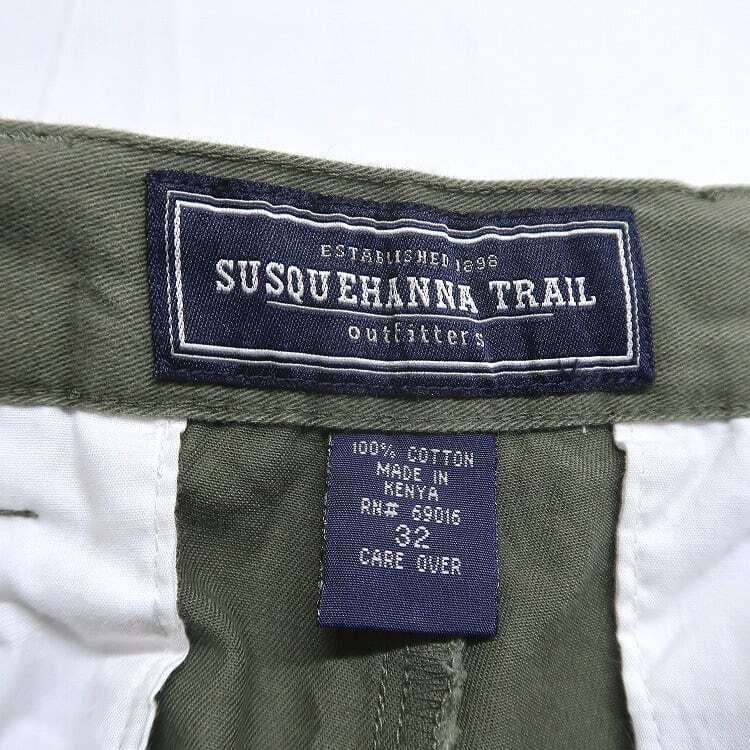 ESTABLISHED 1898
SUSQUEHANNA TRAIL
outfitters
100% COTTON
MADE IN
KENYA
RN# 69016
32
CARE OVER